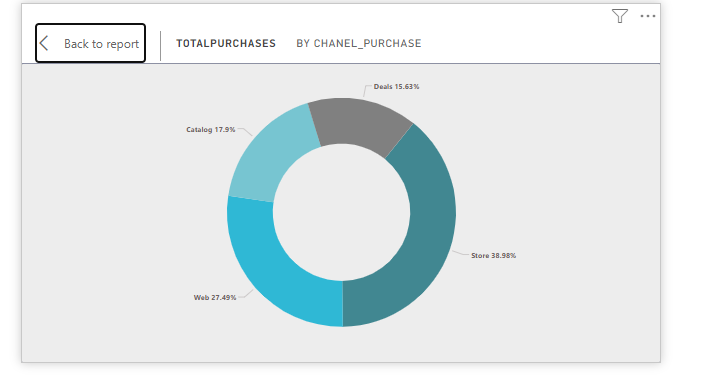 Back to report
TOTALPURCHASES BY CHANEL_PURCHASE
Deals 15.63%
Catalog 17.9%
Store 38.98%
Web 27.49%